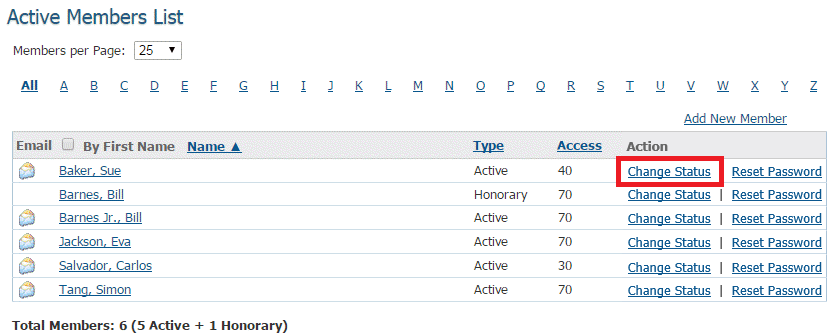 Active Members List
Members per Page: 25
All A B C D E F G H I J K L M N O P Q R S T U V W X Y Z
Add New Member
Email By First Name Name ▲ Type Access Action
Baker, Sue Active 40 Change Status Reset Password
Barnes, Bill Honorary 70 Change Status | Reset Password
Barnes Jr., Bill Active 70 Change Status | Reset Password
Jackson, Eva Active 70 Change Status | Reset Password
Salvador, Carlos Active 30 Change Status | Reset Password
Tang, Simon Active 70 Change Status | Reset Password
Total Members: 6 (5 Active + 1 Honorary)